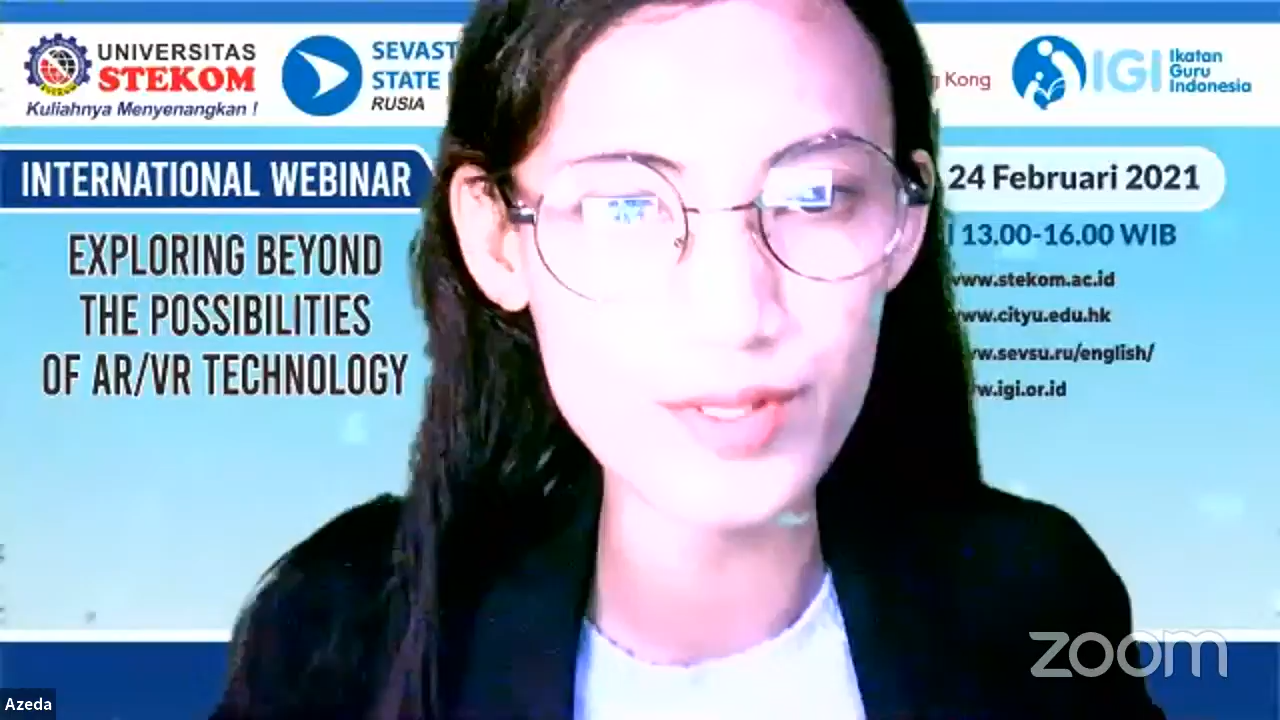 UNIVERSITAS
STEKOM
Kuliahnya Menyenangkan !
SEVAST
STATE
RUSIA
Kong
IGI
Ikatan
Guru
Indonesia
INTERNATIONAL WEBINAR
EXPLORING BEYOND
THE POSSIBILITIES
OF AR/VR TECHNOLOGY
24 Februari 2021
| 13.00-16.00 WIB
www.stekom.ac.id
www.cityu.edu.hk
ww.sevsu.ru/english/
w.igi.or.id
zoom
Azeda